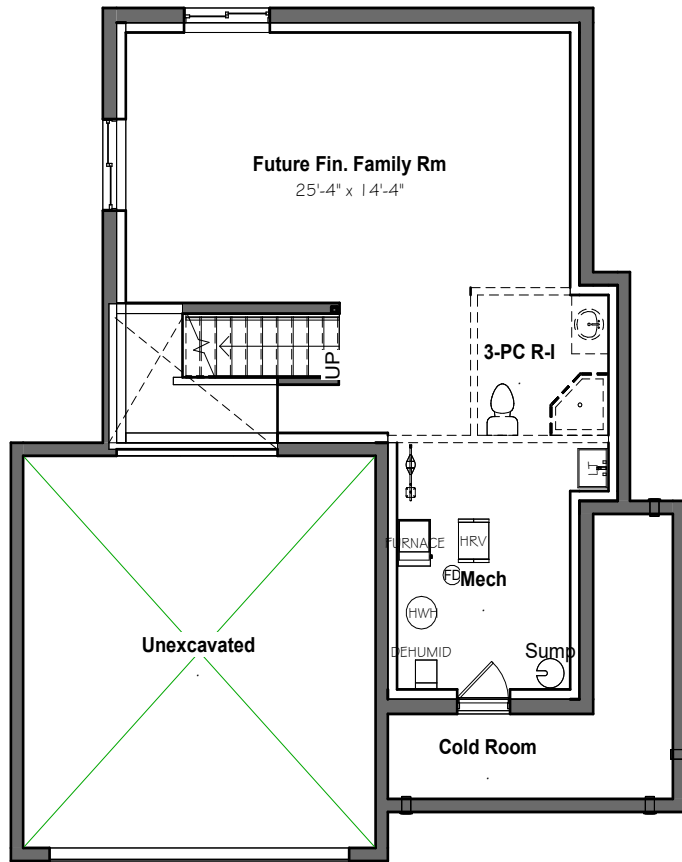 Future Fin. Family Rm
25'-4" x 14'-4"
3-PC R-I
UP
FURNACE
HRV
FD
Mech
HWH
Unexcavated
DEHUMID
Sump
Cold Room